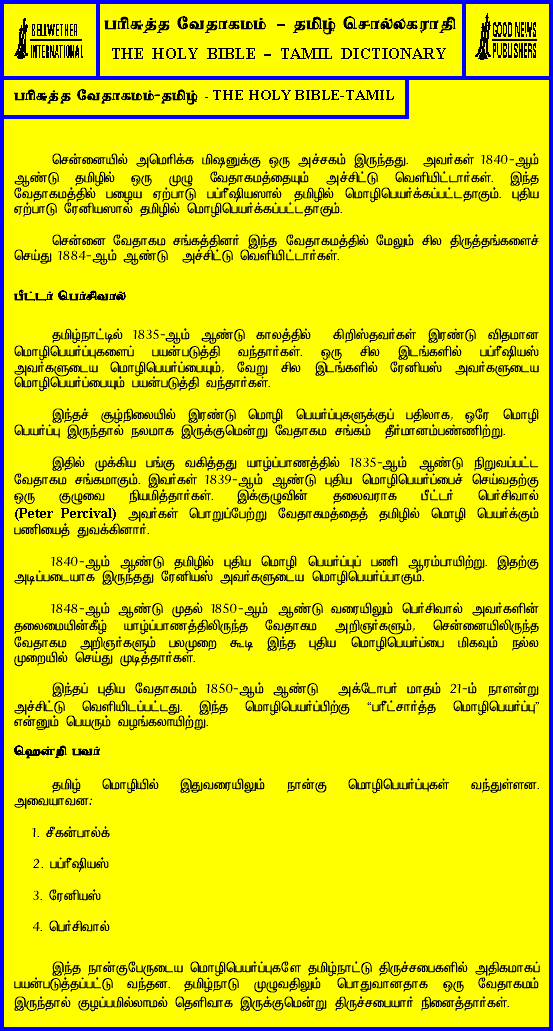 BELLWETHER
INTERNATIONAL
பரிசுத்த வேதாகமம் – தமிழ் சொல்லகராதி
THE HOLY BIBLE – TAMIL DICTIONARY
GOOD NEWS
PUBLISHERS
பரிசுத்த வேதாகமம்-தமிழ் - THE HOLY BIBLE-TAMIL
சென்னையில் அமெரிக்க மிஷனுக்கு ஒரு அச்சகம் இருந்தது. அவர்கள் 1840-ஆம்
ஆண்டு தமிழில் ஒரு முழு வேதாகமத்தையும் அச்சிட்டு வெளியிட்டார்கள். இந்த
வேதாகமத்தில் பழைய ஏற்பாடு பப்ரீஷியஸால் தமிழில் மொழிபெயர்க்கப்பட்டதாகும். புதிய
ஏற்பாடு ரேனியஸால் தமிழில் மொழிபெயர்க்கப்பட்டதாகும்.
சென்னை வேதாகம சங்கத்தினர் இந்த வேதாகமத்தில் மேலும் சில திருத்தங்களைச்
செய்து 1884-ஆம் ஆண்டு அச்சிட்டு வெளியிட்டார்கள்.
பீட்டர் பெர்சிவால்
தமிழ்நாட்டில் 1835-ஆம் ஆண்டு காலத்தில் கிறிஸ்தவர்கள் இரண்டு விதமான
மொழிபெயர்ப்புகளைப் பயன்படுத்தி வந்தார்கள். ஒரு சில இடங்களில் பப்ரீஷியஸ்
அவர்களுடைய மொழிபெயர்ப்பையும், வேறு சில இடங்களில் ரேனியஸ் அவர்களுடைய
மொழிபெயர்ப்பையும் பயன்படுத்தி வந்தார்கள்.
இந்தச் சூழ்நிலையில் இரண்டு மொழி பெயர்ப்புகளுக்குப் பதிலாக, ஒரே மொழி
பெயர்ப்பு இருந்தால் நலமாக இருக்குமென்று வேதாகம சங்கம் தீர்மானம்பண்ணிற்று.
இதில் முக்கிய பங்கு வகித்தது யாழ்ப்பாணத்தில் 1835-ஆம் ஆண்டு நிறுவப்பட்ட
வேதாகம சங்கமாகும். இவர்கள் 1839-ஆம் ஆண்டு புதிய மொழிபெயர்ப்பைச் செய்வதற்கு
ஒரு குழுவை நியமித்தார்கள். இக்குழுவின் தலைவராக பீட்டர் பெர்சிவால்
(Peter Percival) அவர்கள் பொறுப்பேற்று வேதாகமத்தைத் தமிழில் மொழி பெயர்க்கும்
பணியைத் துவக்கினார்.
1840-ஆம் ஆண்டு தமிழில் புதிய மொழி பெயர்ப்புப் பணி ஆரம்பாயிற்று. இதற்கு
அடிப்படையாக இருந்தது ரேனியஸ் அவர்களுடைய மொழிபெயர்ப்பாகும்.
1848-ஆம் ஆண்டு முதல் 1850-ஆம் ஆண்டு வரையிலும் பெர்சிவால் அவர்களின்
தலைமையின்கீழ் யாழ்ப்பாணத்திலிருந்த வேதாகம அறிஞர்களும், சென்னையிலிருந்த
வேதாகம அறிஞர்களும் பலமுறை கூடி இந்த புதிய மொழிபெயர்ப்பை மிகவும் நல்ல
முறையில் செய்து முடித்தார்கள்.
இந்தப் புதிய வேதாகமம் 1850-ஆம் ஆண்டு அக்டோபர் மாதம் 21-ம் நாளன்று
அச்சிட்டு வெளியிடப்பட்டது. இந்த மொழிபெயர்ப்பிற்கு “பரீட்சார்த்த மொழிபெயர்ப்பு”
என்னும் பெயரும் வழங்கலாயிற்று.
ஹென்றி பவர்
தமிழ் மொழியில் இதுவரையிலும் நான்கு மொழிபெயர்ப்புகள் வந்துள்ளன.
அவையாவன:
1. சீகன்பால்க்
2. பப்ரீஷியஸ்
3. ரேனியஸ்
4. பெர்சிவால்
இந்த நான்குபேருடைய மொழிபெயர்ப்புகளே தமிழ்நாட்டு திருச்சபைகளில் அதிகமாகப்
பயன்படுத்தப்பட்டு வந்தன. தமிழ்நாடு முழுவதிலும் பொதுவானதாக ஒரு வேதாகமம்
இருந்தால் குழப்பமில்லாமல் தெளிவாக இருக்குமென்று திருச்சபையார் நினைத்தார்கள்.